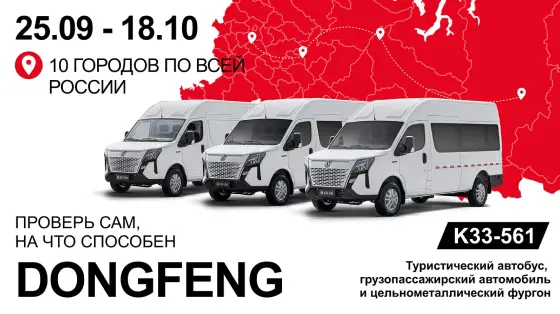 25.09 - 18.10
10 ГОРОДОВ ПО ВСЕЙ
РОССИИ
ПРОВЕРЬ САМ,
НА ЧТО СПОСОБЕН
DONGFENG
K33-561
Туристический автобус,
грузопассажирский автомобиль
и цельнометаллический фургон